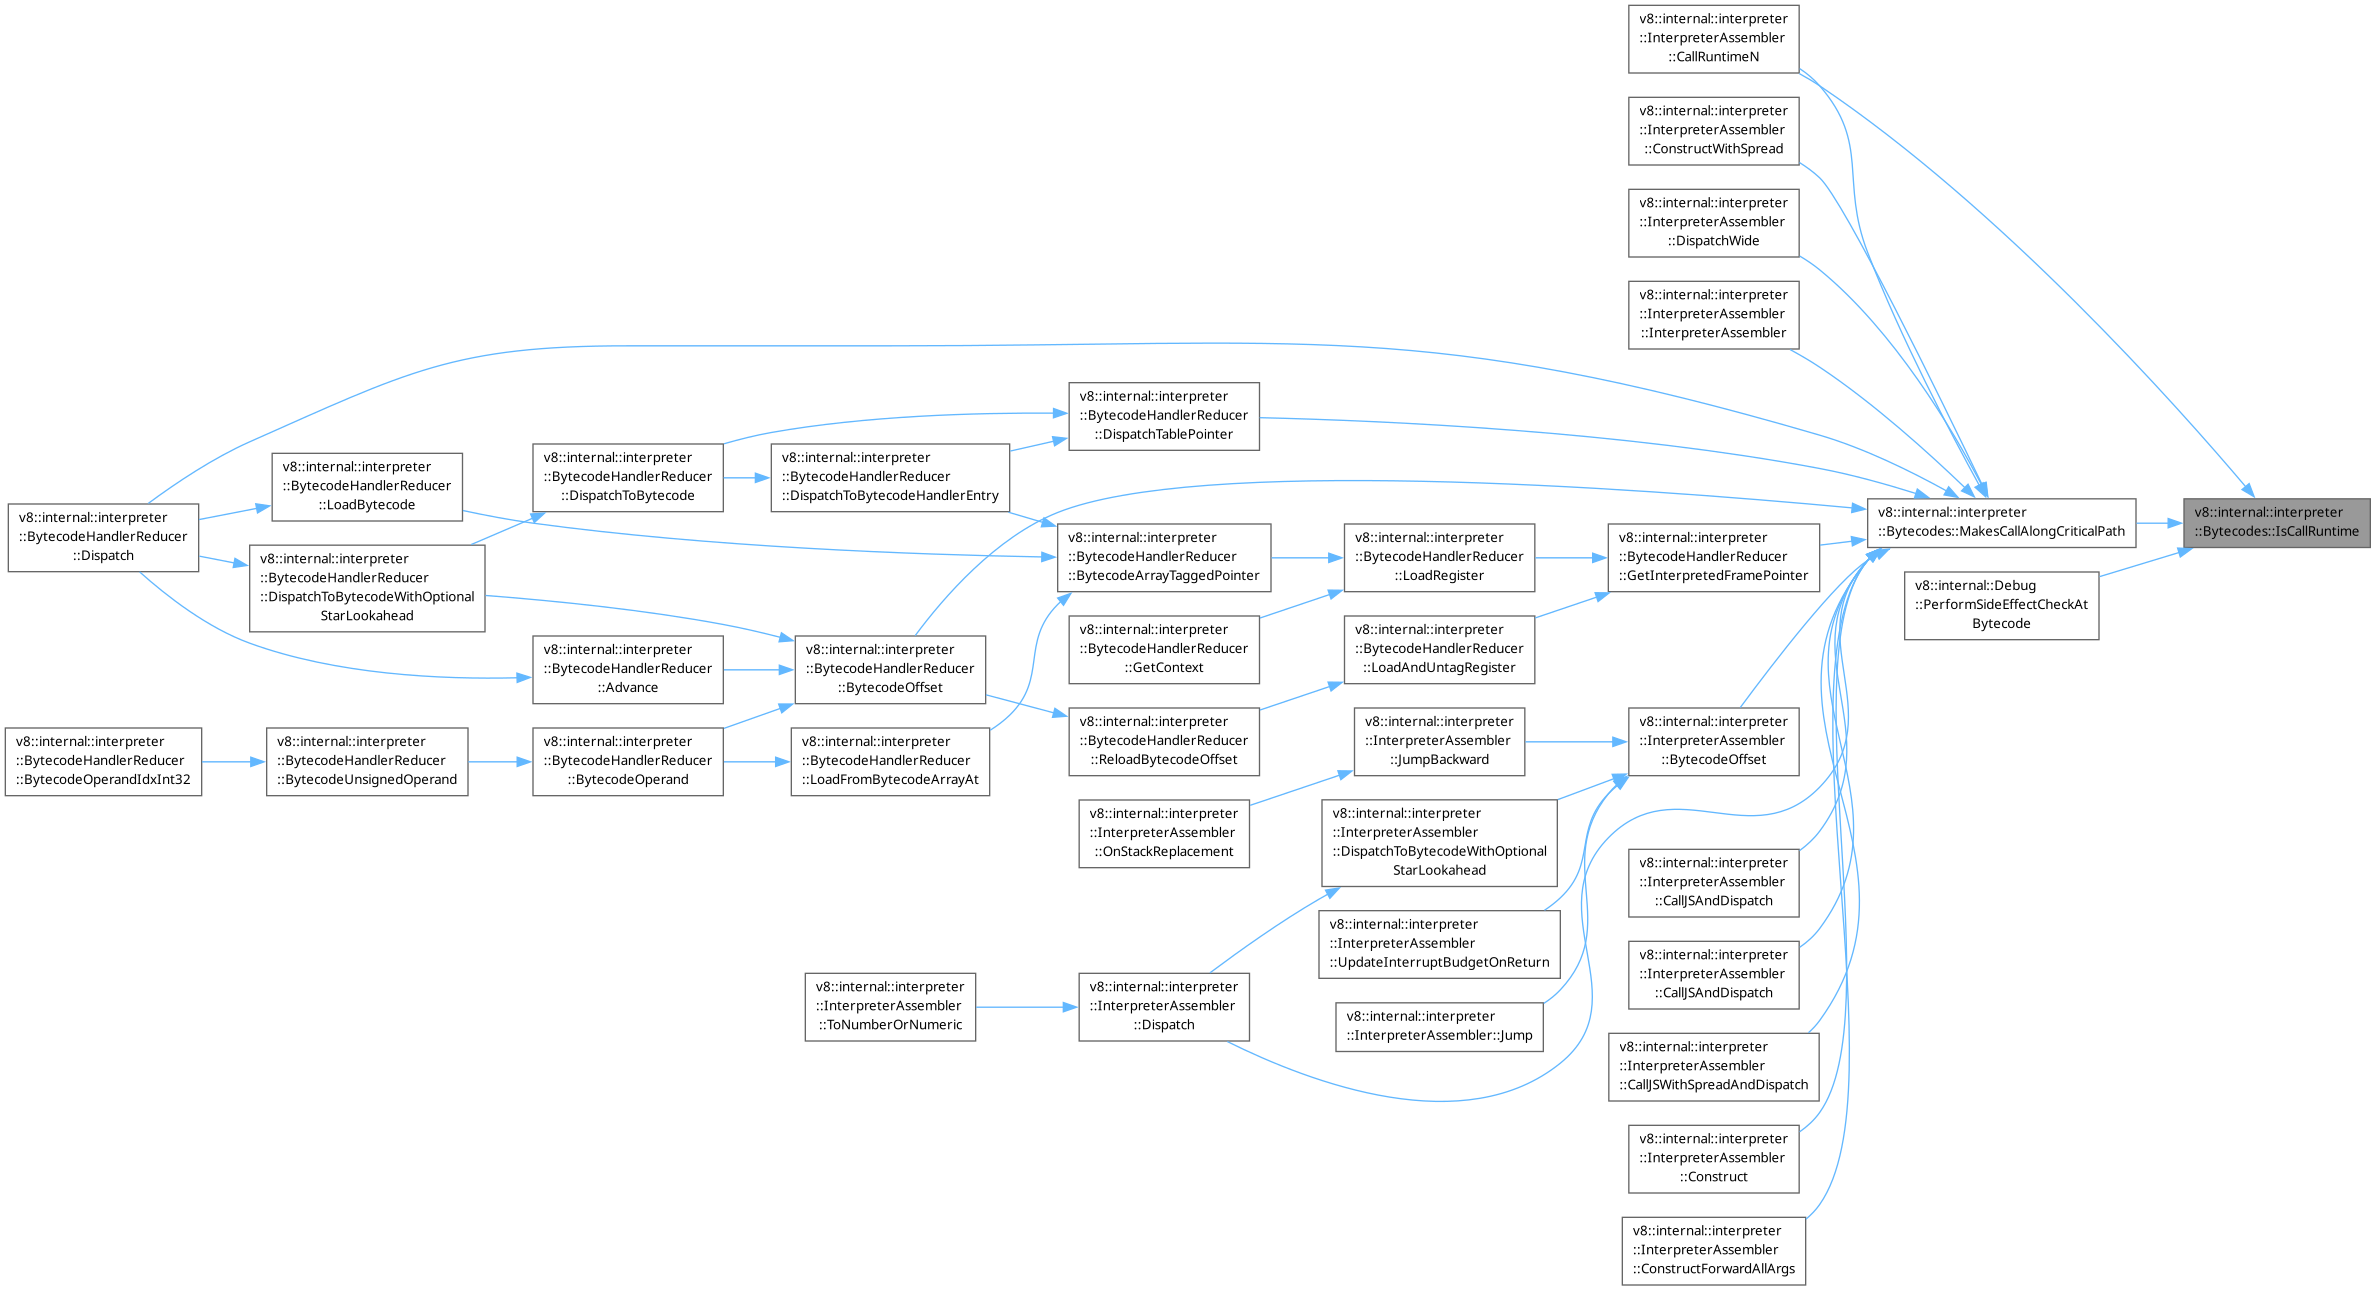 v8::internal::interpreter
::InterpreterAssembler
::CallRuntimeN
v8::internal::interpreter
::InterpreterAssembler
::ConstructWithSpread
v8::internal::interpreter
::InterpreterAssembler
::DispatchWide
v8::internal::interpreter
::InterpreterAssembler
::InterpreterAssembler
v8::internal::interpreter
::BytecodeHandlerReducer
::DispatchTablePointer
v8::internal::interpreter
::BytecodeHandlerReducer
::DispatchToBytecode
v8::internal::interpreter
::BytecodeHandlerReducer
::DispatchToBytecodeHandlerEntry
v8::internal::interpreter
::BytecodeHandlerReducer
::LoadBytecode
v8::internal::interpreter
::BytecodeHandlerReducer
::Dispatch
v8::internal::interpreter
::BytecodeHandlerReducer
::DispatchToBytecodeWithOptional
StarLookahead
v8::internal::interpreter
::BytecodeHandlerReducer
::BytecodeArrayTaggedPointer
v8::internal::interpreter
::BytecodeHandlerReducer
::LoadRegister
v8::internal::interpreter
::BytecodeHandlerReducer
::GetInterpretedFramePointer
v8::internal::interpreter
::Bytecodes::MakesCallAlongCriticalPath
v8::internal::interpreter
::Bytecodes::IsCallRuntime
v8::internal::Debug
::PerformSideEffectCheckAt
Bytecode
v8::internal::interpreter
::BytecodeHandlerReducer
::Advance
v8::internal::interpreter
::BytecodeHandlerReducer
::BytecodeOffset
v8::internal::interpreter
::BytecodeHandlerReducer
::GetContext
v8::internal::interpreter
::BytecodeHandlerReducer
::LoadAndUntagRegister
v8::internal::interpreter
::BytecodeHandlerReducer
::BytecodeOperandIdxInt32
v8::internal::interpreter
::BytecodeHandlerReducer
::BytecodeUnsignedOperand
v8::internal::interpreter
::BytecodeHandlerReducer
::BytecodeOperand
v8::internal::interpreter
::BytecodeHandlerReducer
::LoadFromBytecodeArrayAt
v8::internal::interpreter
::BytecodeHandlerReducer
::ReloadBytecodeOffset
v8::internal::interpreter
::InterpreterAssembler
::JumpBackward
v8::internal::interpreter
::InterpreterAssembler
::BytecodeOffset
v8::internal::interpreter
::InterpreterAssembler
::OnStackReplacement
v8::internal::interpreter
::InterpreterAssembler
::DispatchToBytecodeWithOptional
StarLookahead
v8::internal::interpreter
::InterpreterAssembler
::CallJSAndDispatch
v8::internal::interpreter
::InterpreterAssembler
::UpdateInterruptBudgetOnReturn
v8::internal::interpreter
::InterpreterAssembler
::CallJSAndDispatch
v8::internal::interpreter
::InterpreterAssembler
::ToNumberOrNumeric
v8::internal::interpreter
::InterpreterAssembler
::Dispatch
v8::internal::interpreter
::InterpreterAssembler::Jump
v8::internal::interpreter
::InterpreterAssembler
::CallJSWithSpreadAndDispatch
v8::internal::interpreter
::InterpreterAssembler
::Construct
v8::internal::interpreter
::InterpreterAssembler
::ConstructForwardAllArgs